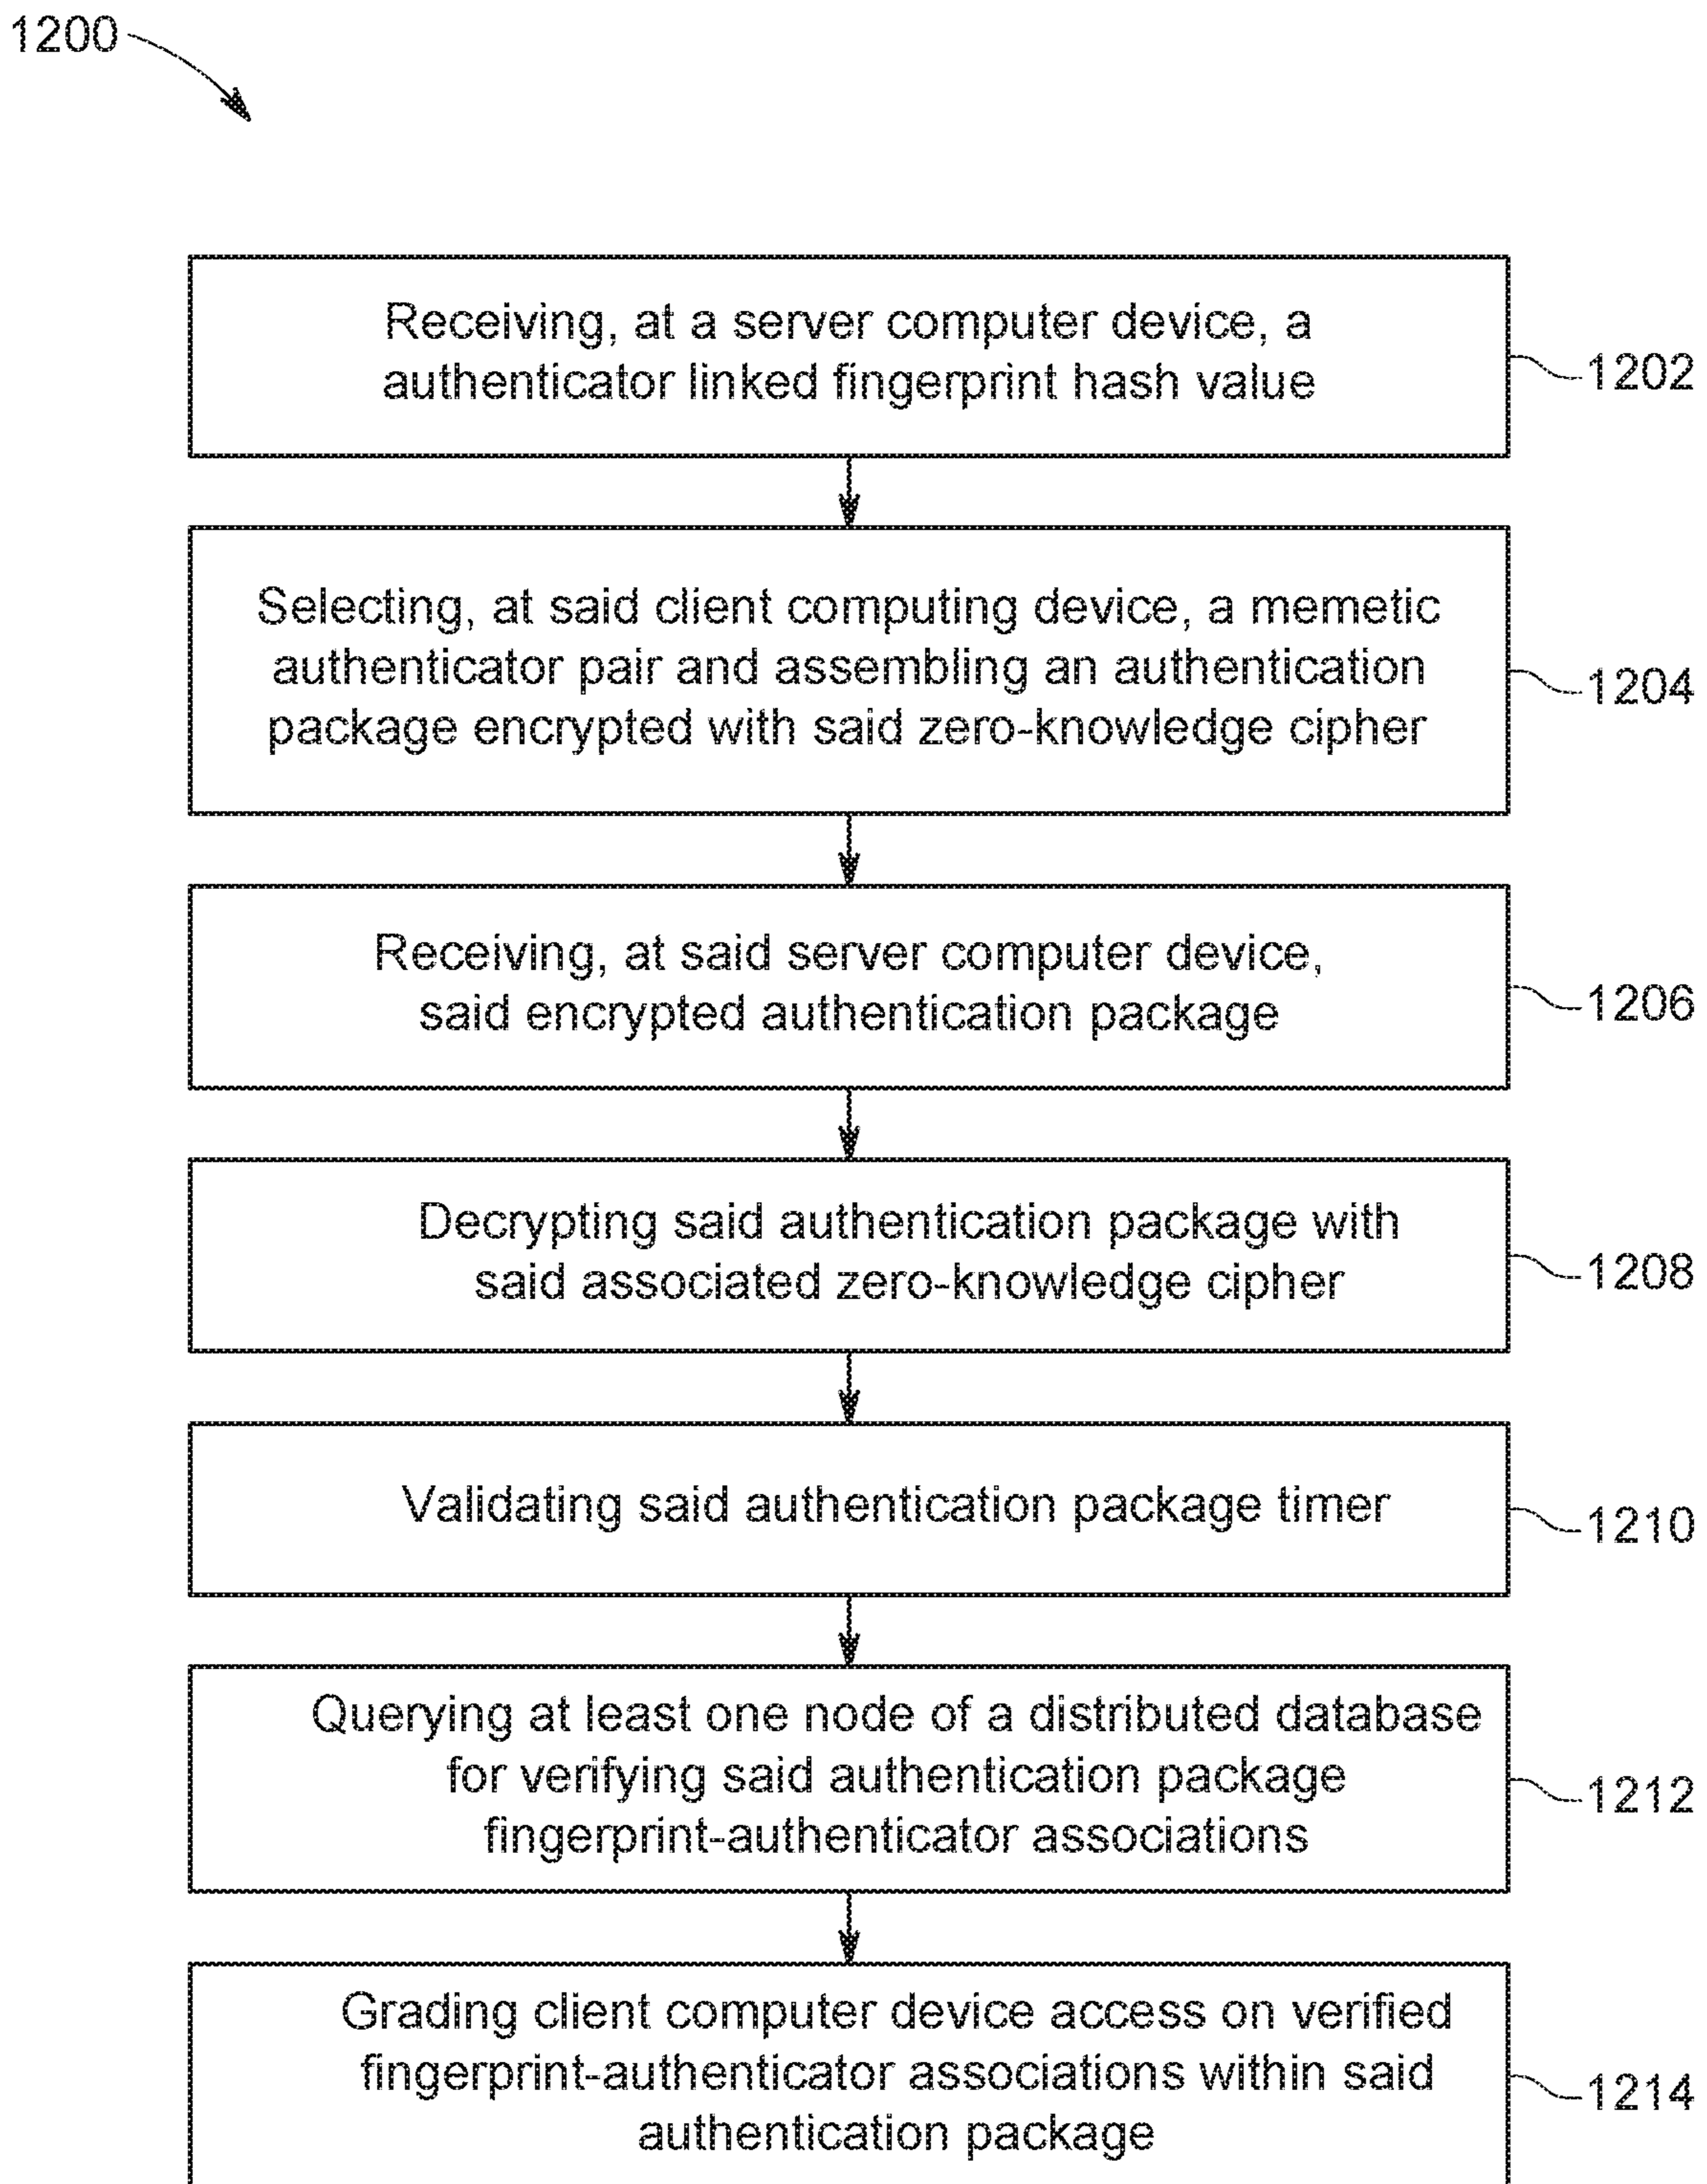 1200
Receiving, at a server computer device, a
authenticator linked fingerprint hash value
1202
Selecting, at said client computing device, a memetic
authenticator pair and assembling an authentication
package encrypted with said zero-knowledge cipher
1204
Receiving, at said server computer device,
said encrypted authentication package
1206
Decrypting said authentication package with
said associated zero-knowledge cipher
1208
Validating said authentication package timer
1210
Querying at least one node of a distributed database
for verifying said authentication package
fingerprint-authenticator associations
1212
Grading client computer device access on verified
fingerprint-authenticator associations within said
authentication package
1214